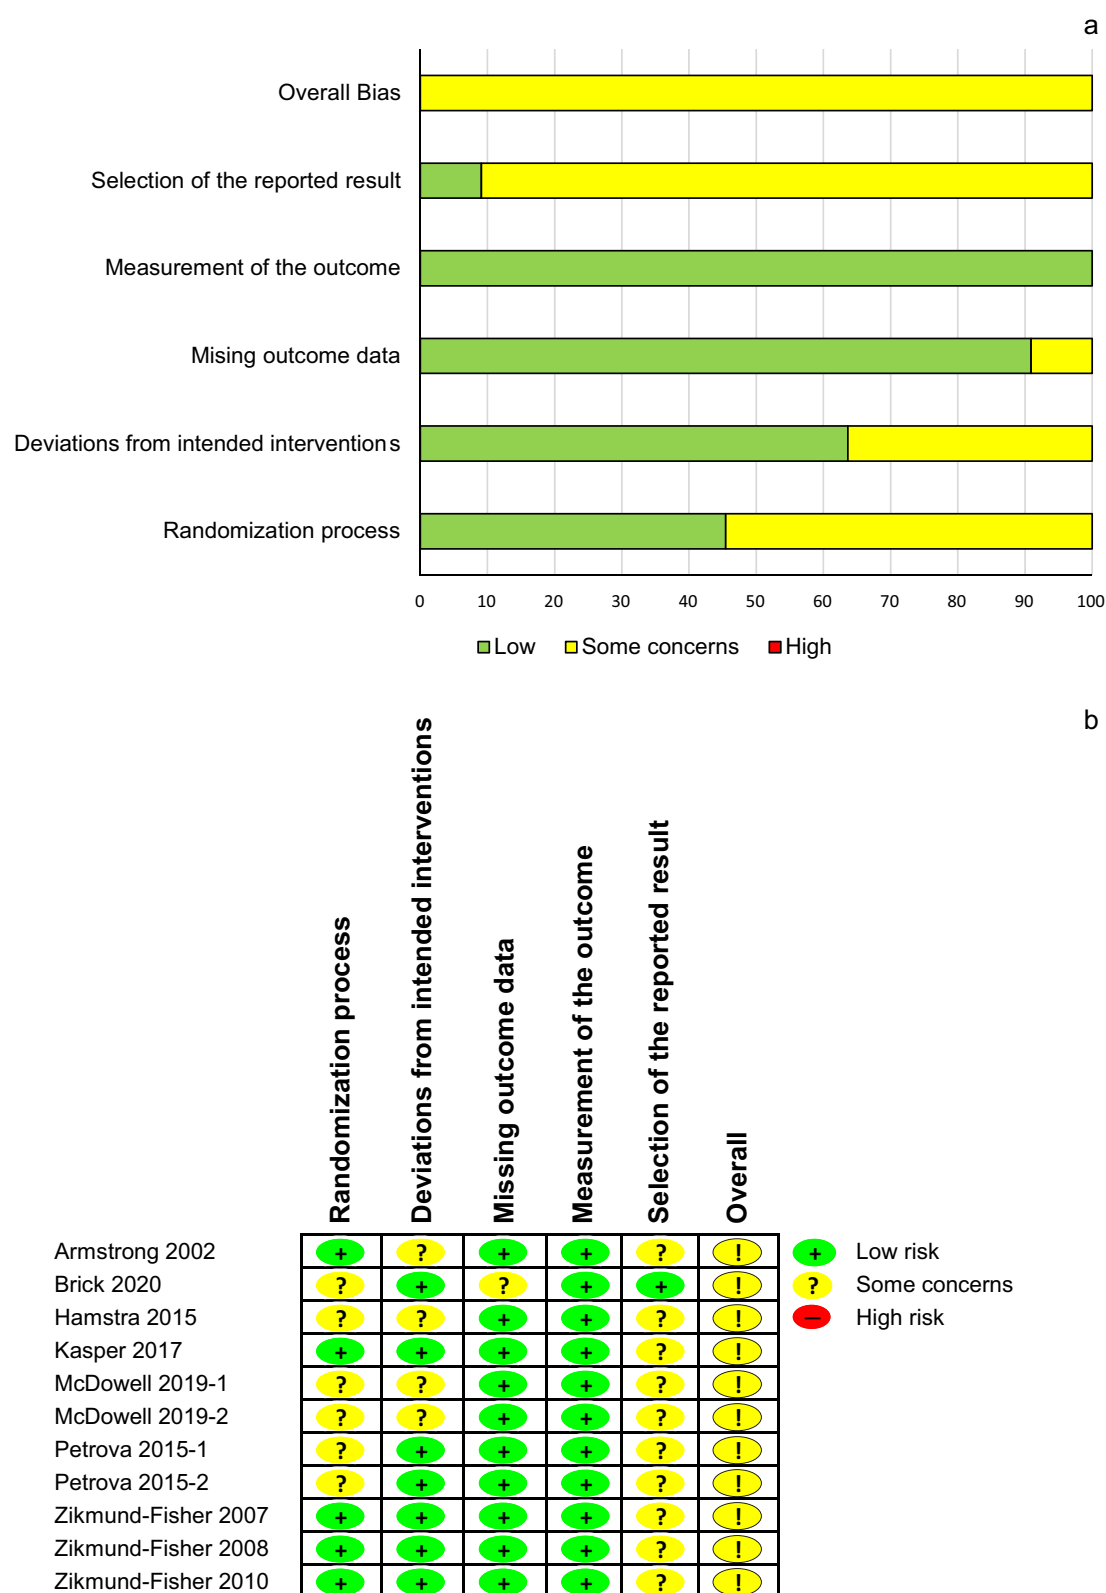 a
Overall Bias
Selection of the reported result
Measurement of the outcome
Mising outcome data
Deviations from intended interventions
Randomization process
0 10 20 30 40 50 60 70 80 90 100
Low Some concerns High
b
Randomization process
Deviations from intended interventions
Missing outcome data
Measurement of the outcome
Selection of the reported result
Overall
Armstrong 2002 + ? + + ? ! + Low risk
Brick 2020 ? + ? + + ! ? Some concerns
Hamstra 2015 ? ? + + ? ! − High risk
Kasper 2017 + + + + ? !
McDowell 2019-1 ? ? + + ? !
McDowell 2019-2 ? ? + + ? !
Petrova 2015-1 ? + + + ? !
Petrova 2015-2 ? + + + ? !
Zikmund-Fisher 2007 + + + + ? !
Zikmund-Fisher 2008 + + + + ? !
Zikmund-Fisher 2010 + + + + ? !